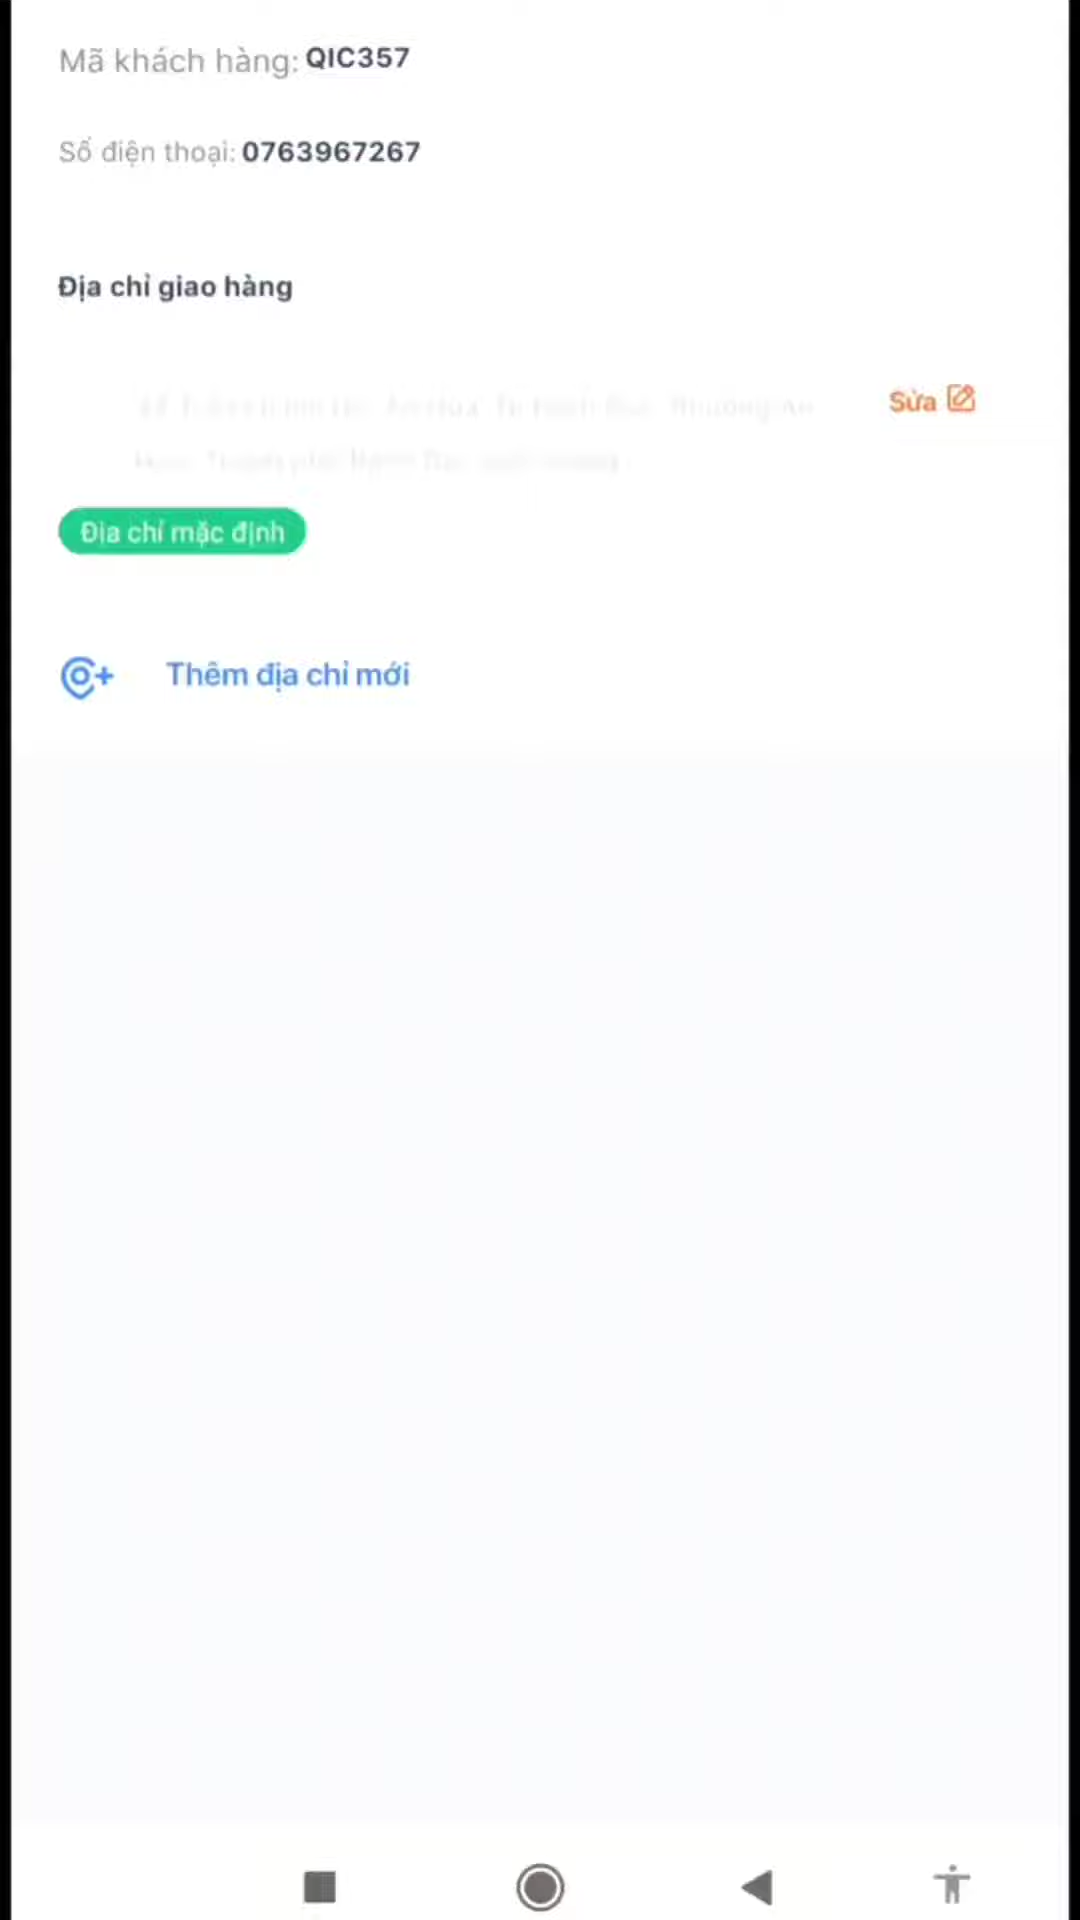 Mã khách hàng: QIC357
Số điện thoại: 0763967267
Địa chỉ giao hàng
Sửa
Địa chỉ mặc định
Thêm địa chỉ mới